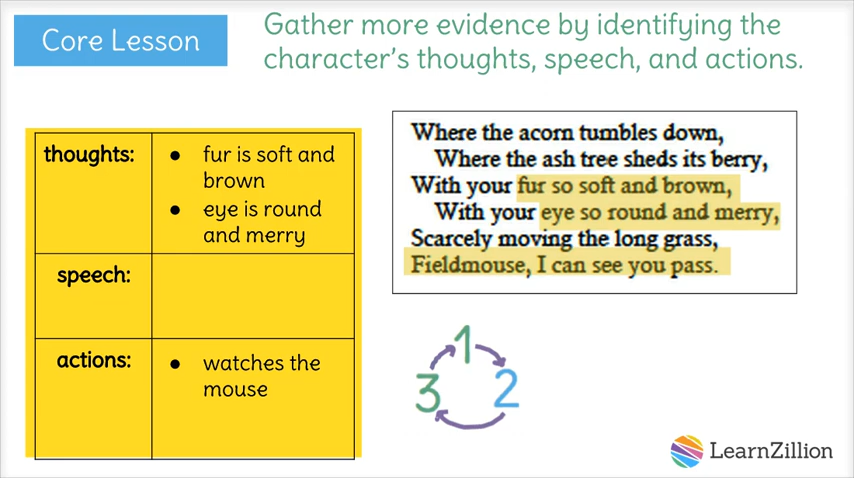 Core Lesson
Gather more evidence by identifying the
character's thoughts, speech, and actions.
thoughts:
● fur is soft and
brown
● eye is round
and merry
speech:
actions:
● watches the
mouse
Where the acorn tumbles down,
Where the ash tree sheds its berry,
With your fur so soft and brown,
With your eye so round and merry,
Scarcely moving the long grass,
Fieldmouse, I can see you pass.
1
2
3
LearnZillion